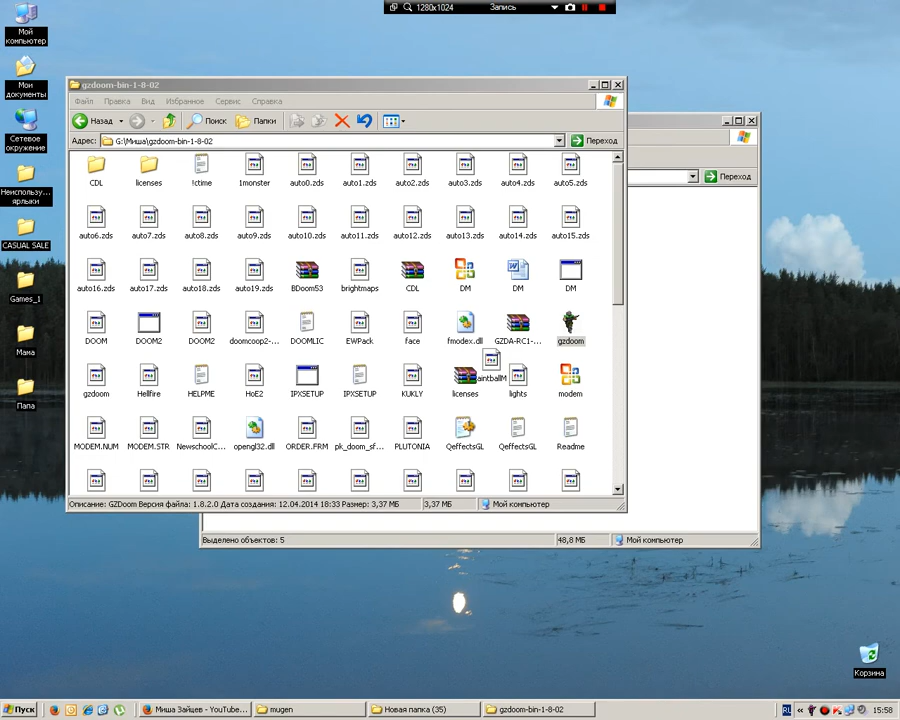 1280x1024
Запись
Мой
компьютер
Мои
документы
Сетевое
окружение
Неиспользу...
ярлыки
CASUAL SALE
Games_1
Мама
Папа
gzdoom-bin-1-8-02
Файл Правка Вид Избранное Сервис Справка
Назад Поиск Папки
Адрес: G:\Миша\gzdoom-bin-1-8-02 Переход
Переход
CDL licenses !ctime 1monster auto0.zds auto1.zds auto2.zds auto3.zds auto4.zds auto5.zds
auto6.zds auto7.zds auto8.zds auto9.zds auto10.zds auto11.zds auto12.zds auto13.zds auto14.zds auto15.zds
auto16.zds auto17.zds auto18.zds auto19.zds BDoom53 brightmaps CDL DM DM DM
DOOM DOOM2 DOOM2 doomcoop2-... DOOMLIC EWPack face fmodex.dll GZDA-RC1-... gzdoom
aintballM
gzdoom Hellfire HELPME HoE2 IPXSETUP IPXSETUP KUKLY licenses lights modem
MODEM.NUM MODEM.STR NewschoolC... opengl32.dll ORDER.FRM pk_doom_sf... PLUTONIA QeffectsGL QeffectsGL Readme
Описание: GZDoom Версия файла: 1.8.2.0 Дата создания: 12.04.2014 18:33 Размер: 3,37 МБ 3,37 МБ Мой компьютер
Выделено объектов: 5 48,8 МБ Мой компьютер
Корзина
Пуск Миша Зайцев - YouTube... mugen Новая папка (35) gzdoom-bin-1-8-02 RL 15:58